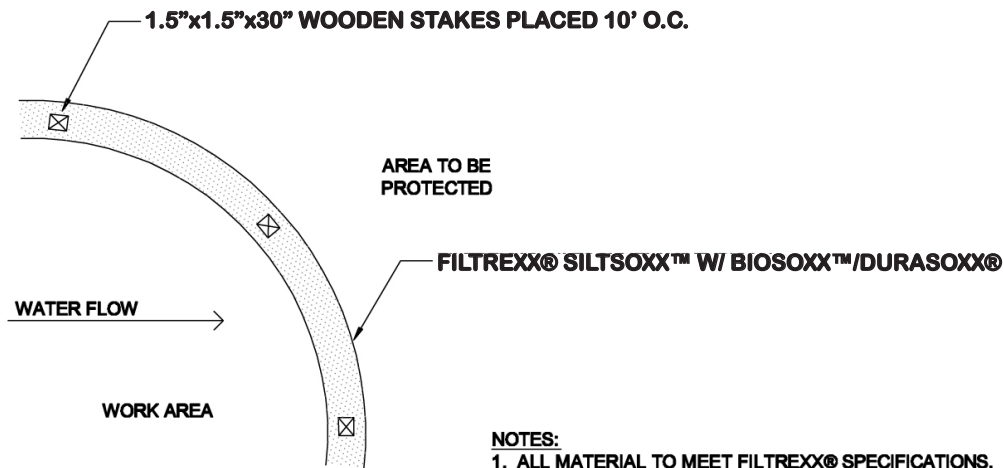 1.5”x1.5”x30” WOODEN STAKES PLACED 10’ O.C.
AREA TO BE
PROTECTED
FILTREXX® SILTSOXX™ W/ BIOSOXX™/DURASOXX®
WATER FLOW
WORK AREA
NOTES:
1. ALL MATERIAL TO MEET FILTREXX® SPECIFICATIONS.